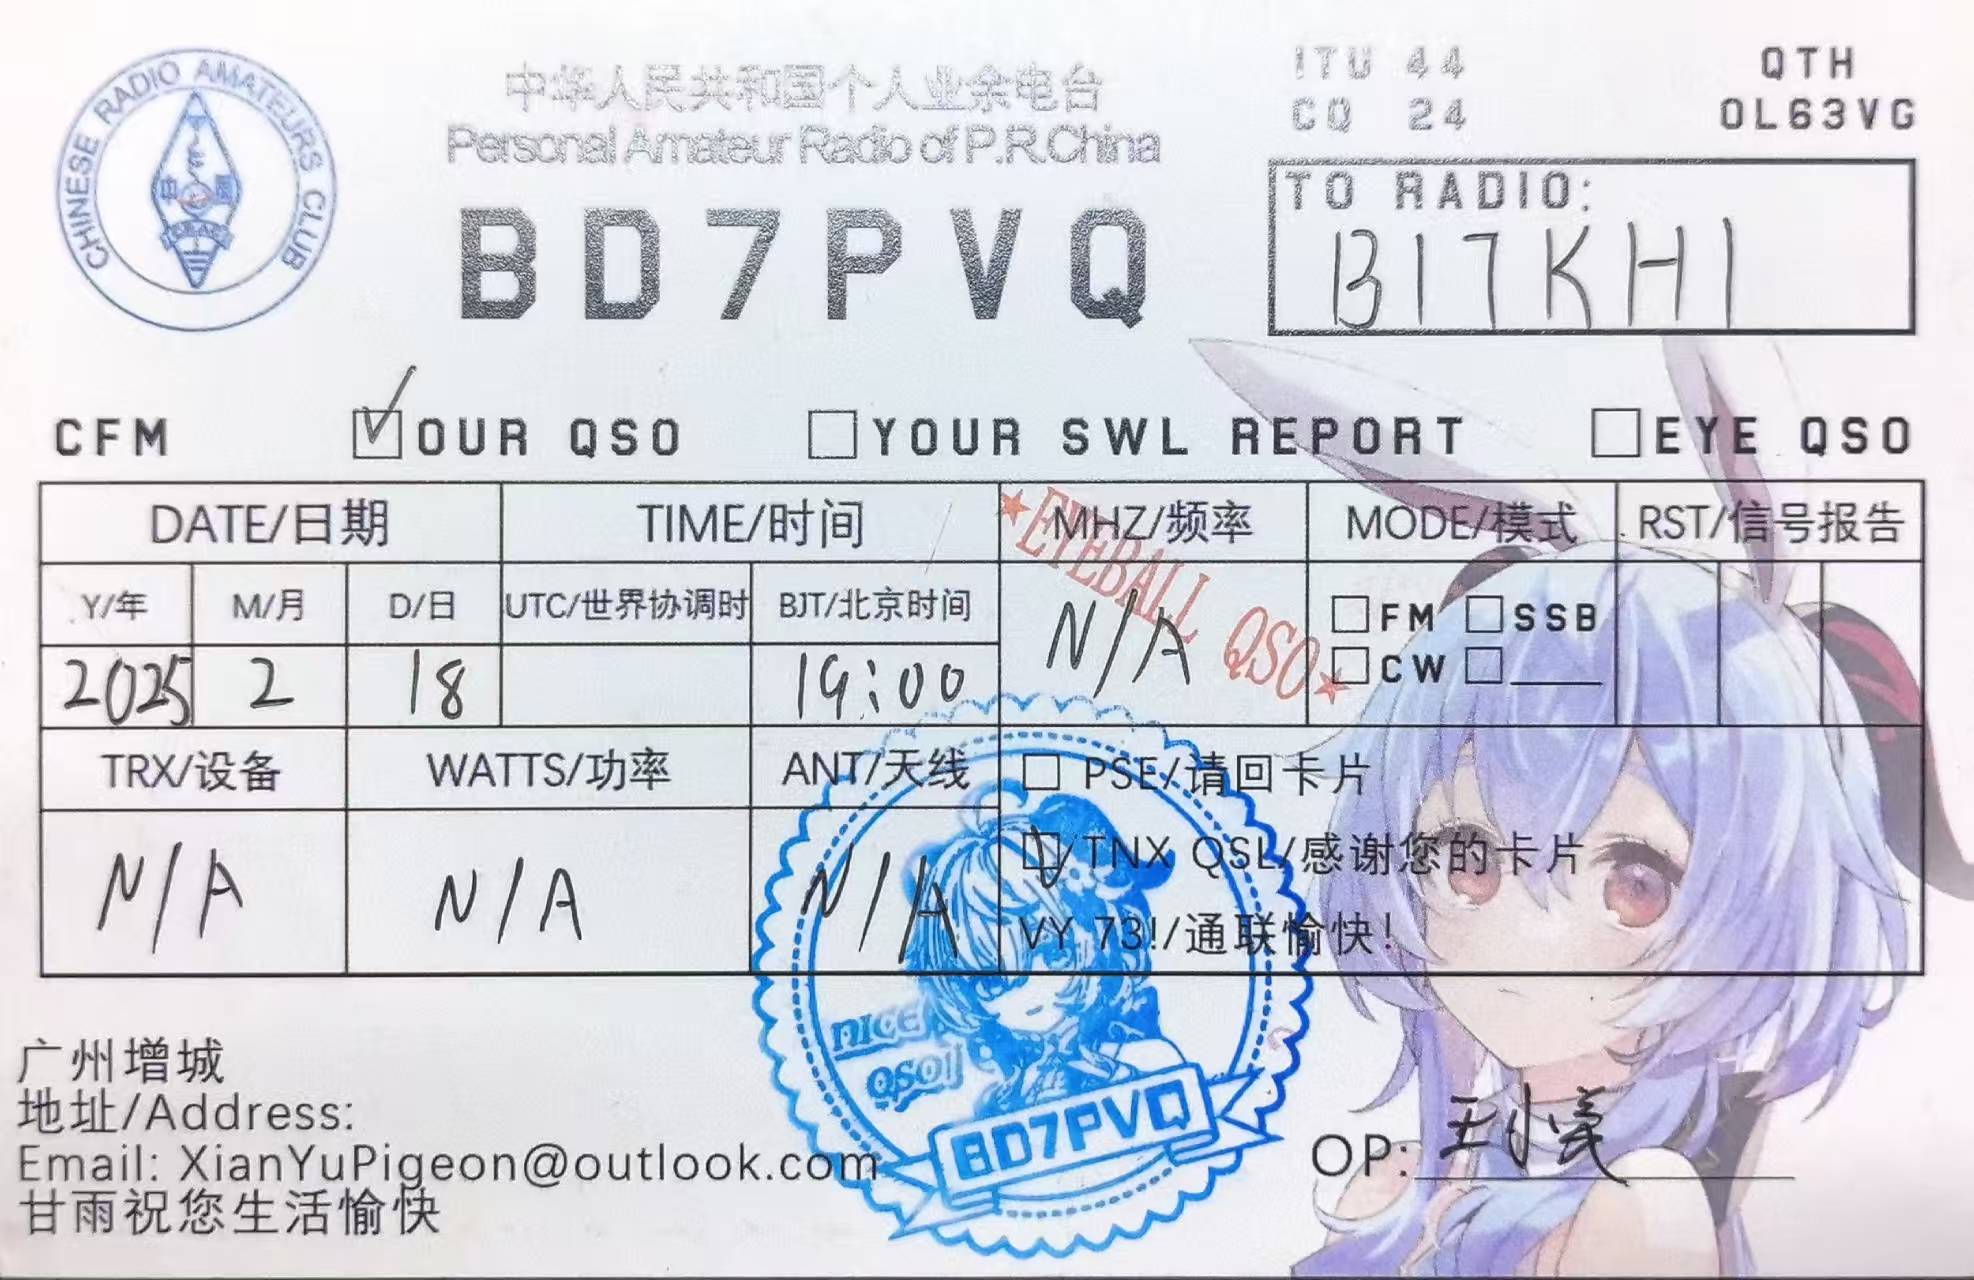 CHINESE RADIO AMATEURS CLUB
中国
中华人民共和国个人业余电台
Personal Amateur Radio of P.R.China
BD7PVQ
ITU 44
CQ 24
QTH
OL63VG
TO RADIO:
BI7KHI
CFM ☑OUR QSO ☐YOUR SWL REPORT ☐EYE QSO
DATE/日期 TIME/时间 MHZ/频率 MODE/模式 RST/信号报告
★EYEBALL QSO★
Y/年 M/月 D/日 UTC/世界协调时 BJT/北京时间
2025 2 18 19:00 N/A
☐FM ☐SSB
☐CW ☐____
TRX/设备 WATTS/功率 ANT/天线
N/A N/A N/A
☐ PSE/请回卡片
☑ TNX QSL/感谢您的卡片
VY 73!/通联愉快!
NICE
QSO!!
BD7PVQ
广州增城
地址/Address:
Email: XianYuPigeon@outlook.com
甘雨祝您生活愉快
OP: